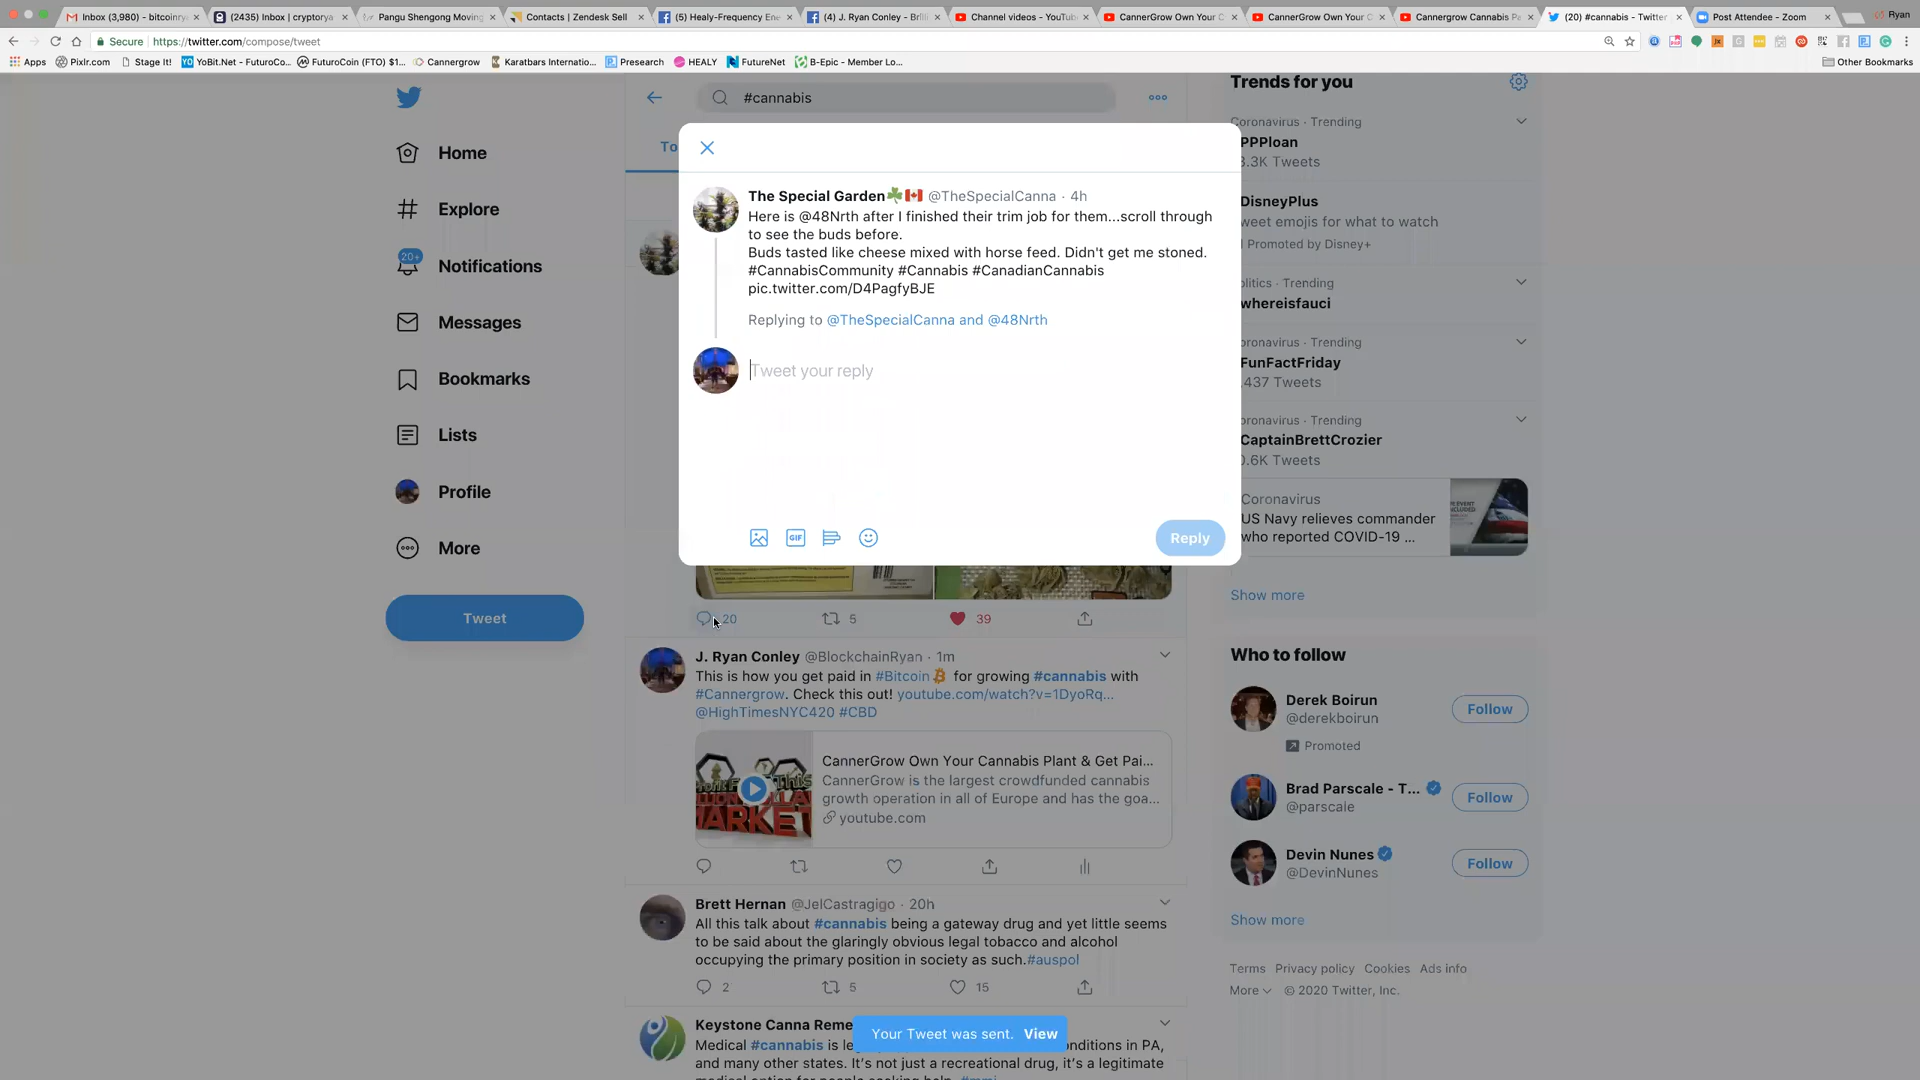 Inbox (3,980) - bitcoinry
(2435) Inbox | cryptorya
Pangu Shengong Moving
Contacts | Zendesk Sell
(5) Healy-Frequency Ene
(4) J. Ryan Conley - Brilli
Channel videos - YouTub
CannerGrow Own Your C
CannerGrow Own Your C
Cannergrow Cannabis Pa
(20) #cannabis - Twitter
Post Attendee - Zoom
Ryan
Secure
https://twitter.com/compose/tweet
Apps
Pixlr.com
Stage It!
YoBit.Net - FuturoCo...
FuturoCoin (FTO) $1...
Cannergrow
Karatbars Internatio...
Presearch
HEALY
FutureNet
B-Epic - Member Lo...
Other Bookmarks
Home
Explore
20+
Notifications
Messages
Bookmarks
Lists
Profile
More
Tweet
#cannabis
To
The Special Garden☘️🇨🇦 @TheSpecialCanna · 4h
Here is @48Nrth after I finished their trim job for them...scroll through
to see the buds before.
Buds tasted like cheese mixed with horse feed. Didn't get me stoned.
#CannabisCommunity #Cannabis #CanadianCannabis
pic.twitter.com/D4PagfyBJE
Replying to @TheSpecialCanna and @48Nrth
Tweet your reply
GIF
Reply
20
5
39
J. Ryan Conley @BlockchainRyan · 1m
This is how you get paid in #Bitcoin for growing #cannabis with
#Cannergrow. Check this out! youtube.com/watch?v=1DyoRq...
@HighTimesNYC420 #CBD
MARKET
CannerGrow Own Your Cannabis Plant & Get Pai...
CannerGrow is the largest crowdfunded cannabis
growth operation in all of Europe and has the goa...
youtube.com
Brett Hernan @JelCastragigo · 20h
All this talk about #cannabis being a gateway drug and yet little seems
to be said about the glaringly obvious legal tobacco and alcohol
occupying the primary position in society as such.#auspol
2
5
15
Keystone Canna Reme
Medical #cannabis is le
onditions in PA,
and many other states. It's not just a recreational drug, it's a legitimate
Your Tweet was sent. View
Trends for you
Coronavirus · Trending
PPPloan
3.3K Tweets
DisneyPlus
weet emojis for what to watch
Promoted by Disney+
olitics · Trending
whereisfauci
oronavirus · Trending
FunFactFriday
,437 Tweets
oronavirus · Trending
CaptainBrettCrozier
0.6K Tweets
Coronavirus
US Navy relieves commander
who reported COVID-19 ...
Show more
Who to follow
Derek Boirun
@derekboirun
Follow
Promoted
Brad Parscale - T...
@parscale
Follow
Devin Nunes
@DevinNunes
Follow
Show more
Terms Privacy policy Cookies Ads info
More © 2020 Twitter, Inc.